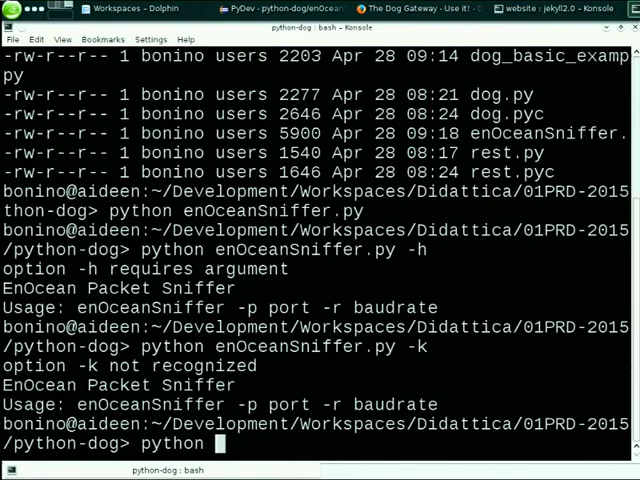 Workspaces – Dolphin
PyDev - python-dog/enOcean
The Dog Gateway - Use it! -
website : jekyll2.0 – Konsole
python-dog : bash – Konsole
File Edit View Bookmarks Settings Help
-rw-r--r-- 1 bonino users 2203 Apr 28 09:14 dog_basic_examp
py
-rw-r--r-- 1 bonino users 2277 Apr 28 08:21 dog.py
-rw-r--r-- 1 bonino users 2646 Apr 28 08:24 dog.pyc
-rw-r--r-- 1 bonino users 5900 Apr 28 09:18 enOceanSniffer.
-rw-r--r-- 1 bonino users 1540 Apr 28 08:17 rest.py
-rw-r--r-- 1 bonino users 1646 Apr 28 08:24 rest.pyc
bonino@aideen:~/Development/Workspaces/Didattica/01PRD-2015
thon-dog> python enOceanSniffer.py
bonino@aideen:~/Development/Workspaces/Didattica/01PRD-2015
/python-dog> python enOceanSniffer.py -h
option -h requires argument
EnOcean Packet Sniffer
Usage: enOceanSniffer -p port -r baudrate
bonino@aideen:~/Development/Workspaces/Didattica/01PRD-2015
/python-dog> python enOceanSniffer.py -k
option -k not recognized
EnOcean Packet Sniffer
Usage: enOceanSniffer -p port -r baudrate
bonino@aideen:~/Development/Workspaces/Didattica/01PRD-2015
/python-dog> python
python-dog : bash